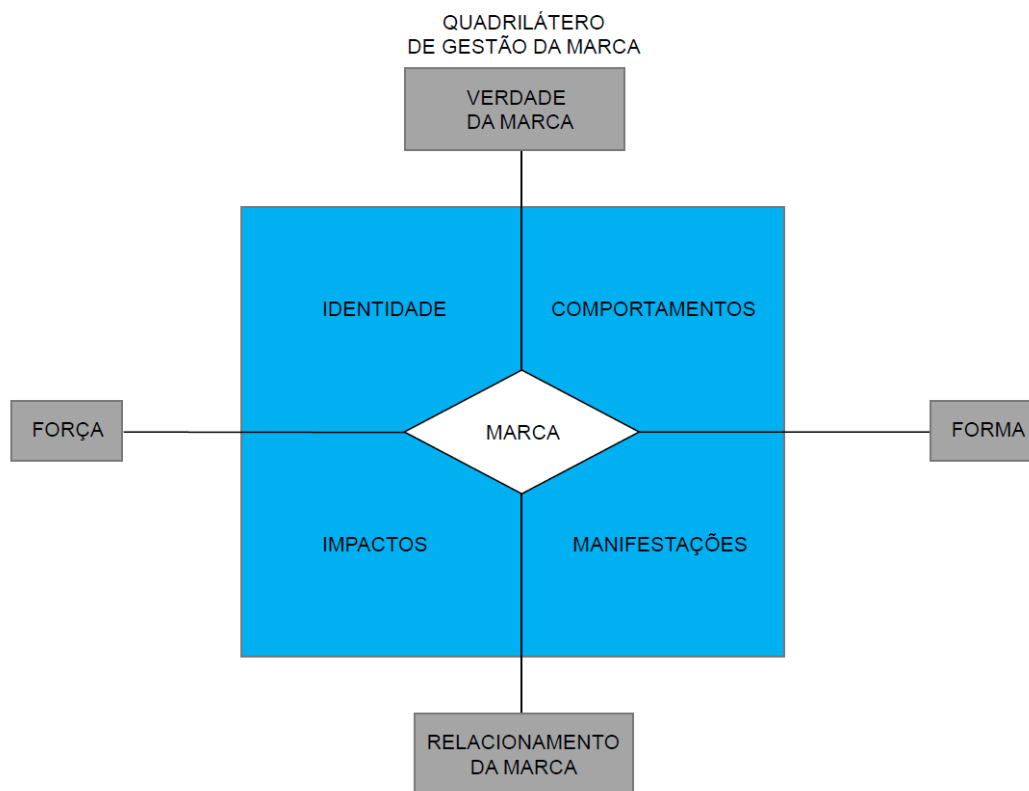 QUADRILÁTERO
DE GESTÃO DA MARCA
VERDADE
DA MARCA
IDENTIDADE
COMPORTAMENTOS
FORÇA
MARCA
FORMA
IMPACTOS
MANIFESTAÇÕES
RELACIONAMENTO
DA MARCA